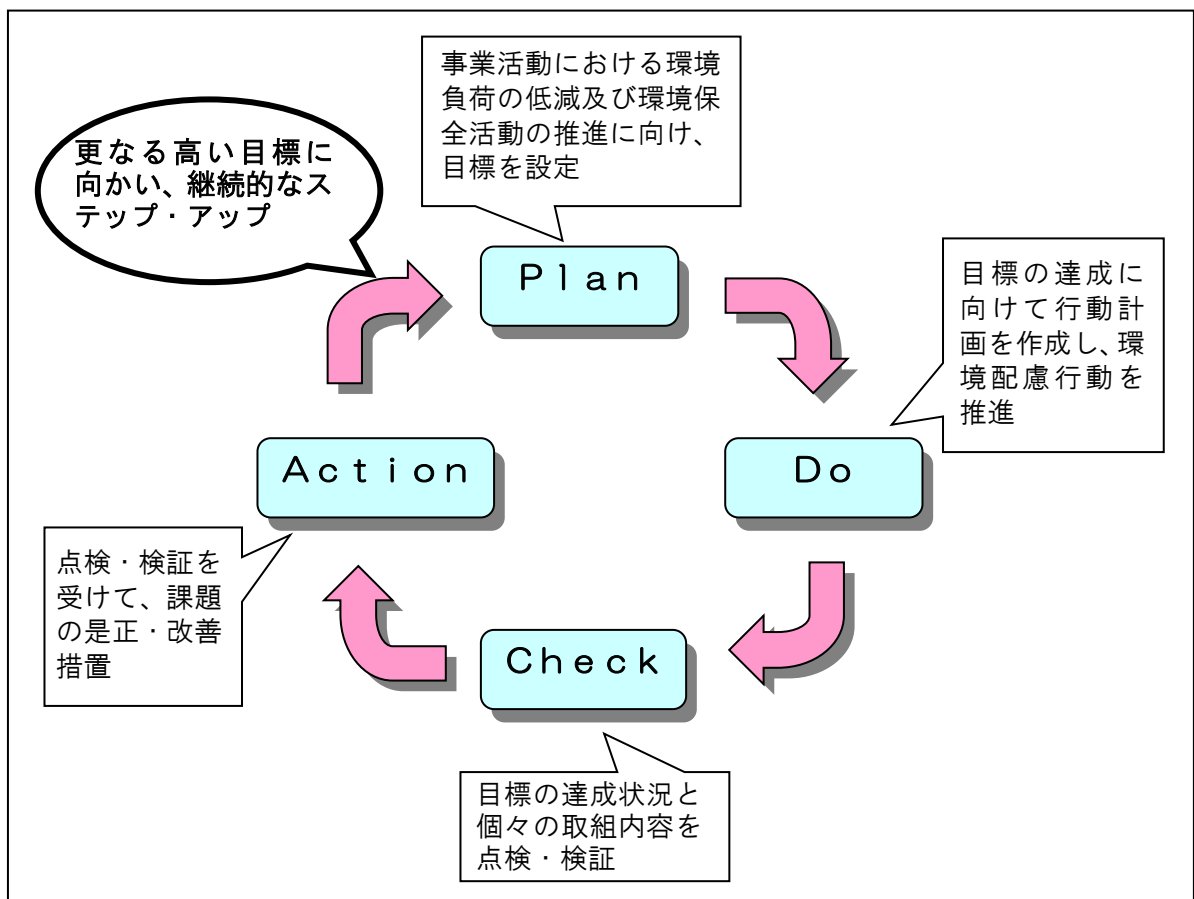 事業活動における環境
負荷の低減及び環境保
全活動の推進に向け、
目標を設定
更なる高い目標に
向かい、継続的なス
テップ・アップ
Ｐｌａｎ
目標の達成に
向けて行動計
画を作成し、環
境配慮行動を
推進
Ａｃｔｉｏｎ
Ｄｏ
点検・検証を
受けて、課題
の是正・改善
措置
Ｃｈｅｃｋ
目標の達成状況と
個々の取組内容を
点検・検証